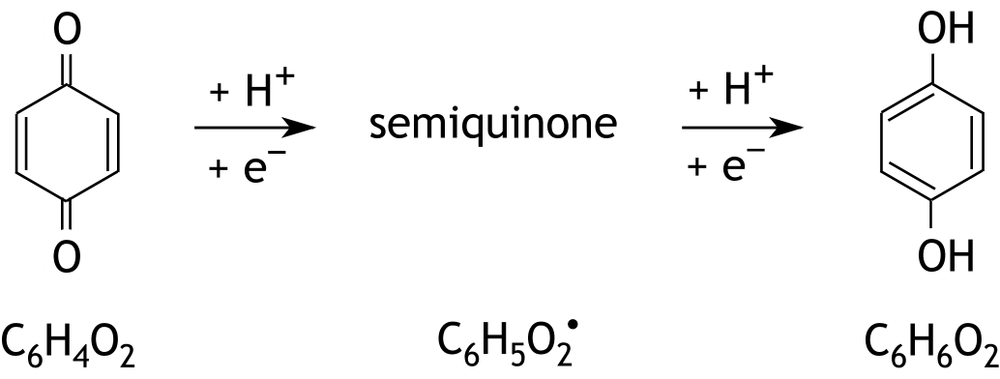 O
OH
+ H⁺
+ H⁺
semiquinone
+ e⁻
+ e⁻
O
OH
C₆H₄O₂
C₆H₅O₂•
C₆H₆O₂